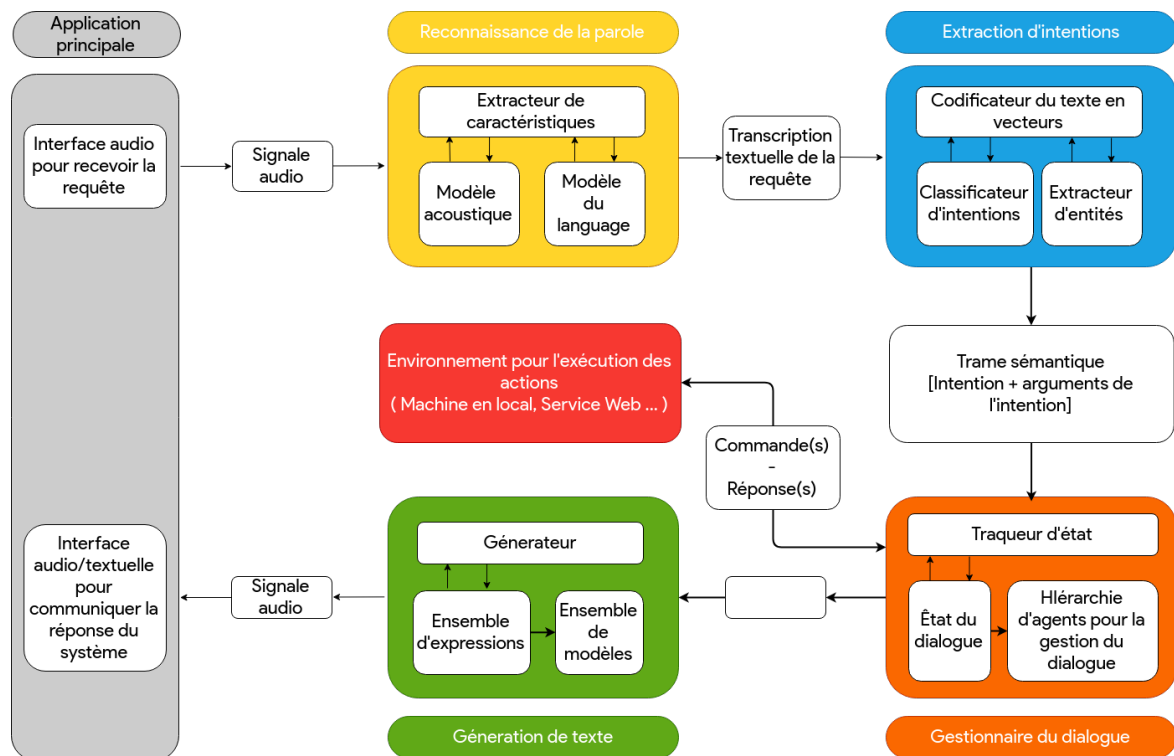 Application
principale
Reconnaissance de la parole
Extraction d'intentions
Interface audio
pour recevoir la
requête
Signale
audio
Extracteur de
caractéristiques
Modèle
acoustique
Modèle
du
language
Transcription
textuelle de la
requête
Codificateur du texte en
vecteurs
Classificateur
d'intentions
Extracteur
d'entités
Environnement pour l'exécution des
actions
( Machine en local, Service Web ... )
Trame sémantique
[Intention + arguments de
l'intention]
Commande(s)
-
Réponse(s)
Interface
audio/textuelle
pour
communiquer la
réponse du
système
Signale
audio
Génerateur
Ensemble
d'expressions
Ensemble
de
modèles
Traqueur d'état
Êtat du
dialogue
HIérarchie
d'agents pour la
gestion du
dialogue
Géneration de texte
Gestionnaire du dialogue